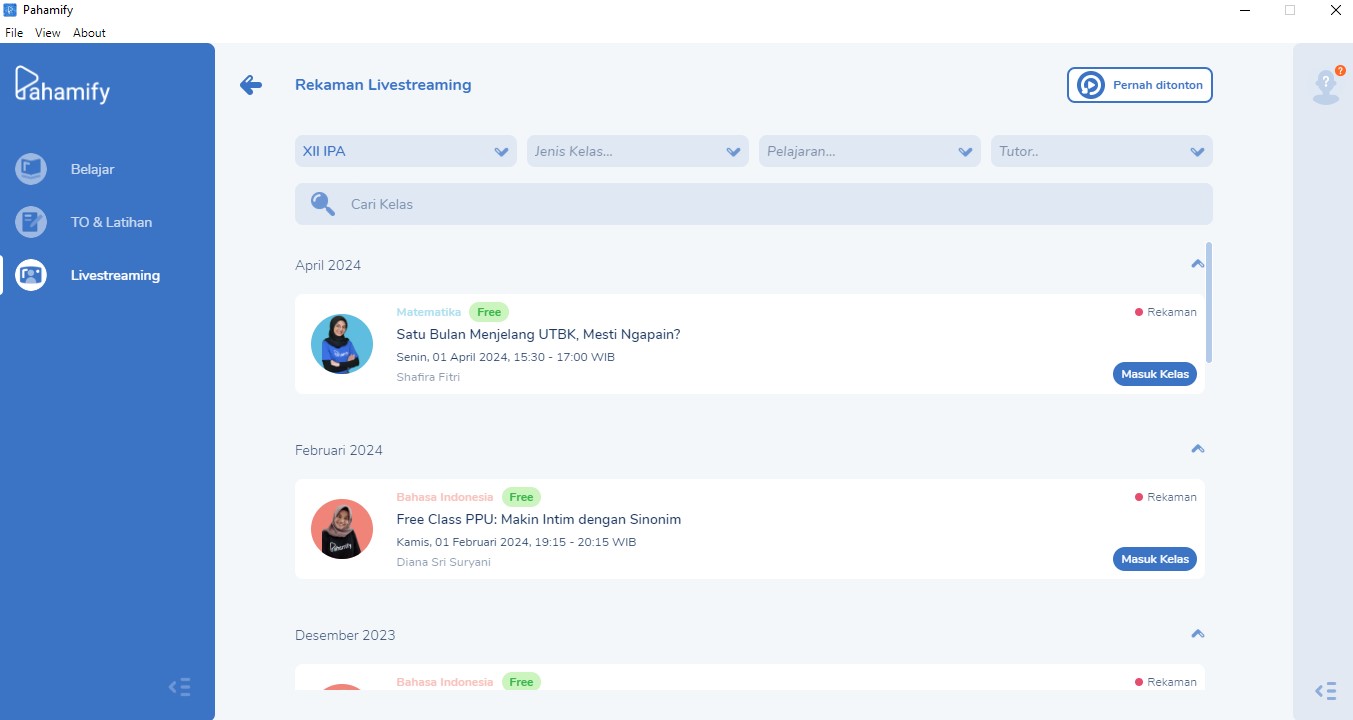 Pahamify
File View About
Pahamify
Rekaman Livestreaming
Pernah ditonton
?
?
XII IPA
Jenis Kelas...
Pelajaran...
Tutor..
Cari Kelas
Belajar
TO & Latihan
Livestreaming
April 2024
Matematika Free
Rekaman
Satu Bulan Menjelang UTBK, Mesti Ngapain?
Senin, 01 April 2024, 15:30 - 17:00 WIB
Shafira Fitri
Masuk Kelas
Februari 2024
Bahasa Indonesia Free
Rekaman
Free Class PPU: Makin Intim dengan Sinonim
Kamis, 01 Februari 2024, 19:15 - 20:15 WIB
Diana Sri Suryani
Pahamify
Masuk Kelas
Desember 2023
Bahasa Indonesia Free
Rekaman